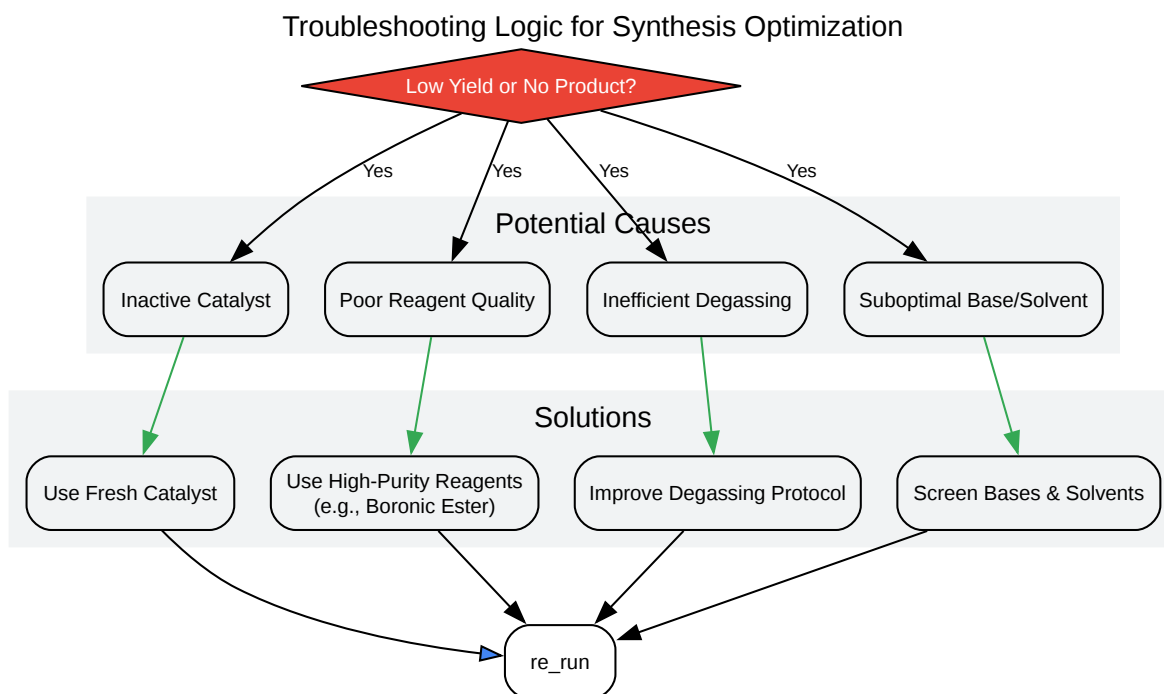 Troubleshooting Logic for Synthesis Optimization
Low Yield or No Product?
Yes
Yes
Yes
Yes
Potential Causes
Inactive Catalyst
Poor Reagent Quality
Inefficient Degassing
Suboptimal Base/Solvent
Solutions
Use Fresh Catalyst
Use High-Purity Reagents
(e.g., Boronic Ester)
Improve Degassing Protocol
Screen Bases & Solvents
re_run